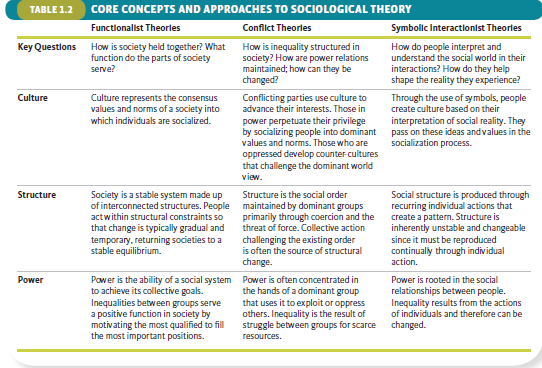 TABLE 1.2 CORE CONCEPTS AND APPROACHES TO SOCIOLOGICAL THEORY
Functionalist Theories
Conflict Theories
Symbolic Interactionist Theories
Key Questions
How is society held together? What
function do the parts of society
serve?
How is inequality structured in
society? How are power relations
maintained; how can they be
changed?
How do people interpret and
understand the social world in their
interactions? How do they help
shape the reality they experience?
Culture
Culture represents the consensus
values and norms of a society into
which individuals are socialized.
Conflicting parties use culture to
advance their interests. Those in
power perpetuate their privilege
by socializing people into dominant
values and norms. Those who are
oppressed develop counter-cultures
that challenge the dominant world
view.
Through the use of symbols, people
create culture based on their
interpretation of social reality. They
pass on these ideas and values in the
socialization process.
Structure
Society is a stable system made up
of interconnected structures. People
act within structural constraints so
that change is typically gradual and
temporary, returning societies to a
stable equilibrium.
Structure is the social order
maintained by dominant groups
primarily through coercion and the
threat of force. Collective action
challenging the existing order
is often the source of structural
change.
Social structure is produced through
recurring individual actions that
create a pattern. Structure is
inherently unstable and changeable
since it must be reproduced
continually through individual
action.
Power
Power is the ability of a social system
to achieve its collective goals.
Inequalities between groups serve
a positive function in society by
motivating the most qualified to fill
the most important positions.
Power is often concentrated in
the hands of a dominant group
that uses it to exploit or oppress
others. Inequality is the result of
struggle between groups for scarce
resources.
Power is rooted in the social
relationships between people.
Inequality results from the actions
of individuals and therefore can be
changed.